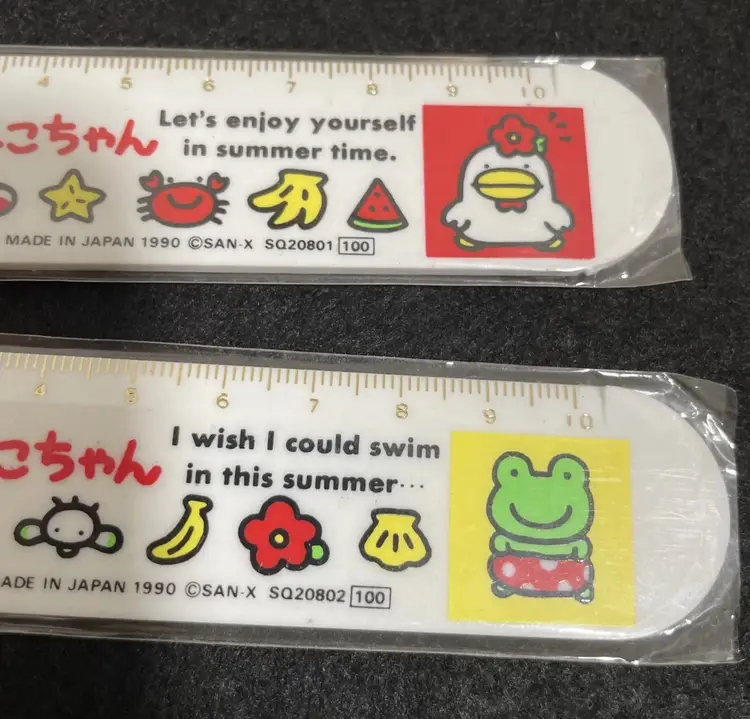 4 5 6 7 8 9 10
こちゃん
Let's enjoy yourself
in summer time.
MADE IN JAPAN 1990 ©SAN-X SQ20801 100
4 5 6 7 8 9 10
こちゃん
I wish I could swim
in this summer···
ADE IN JAPAN 1990 ©SAN-X SQ20802 100